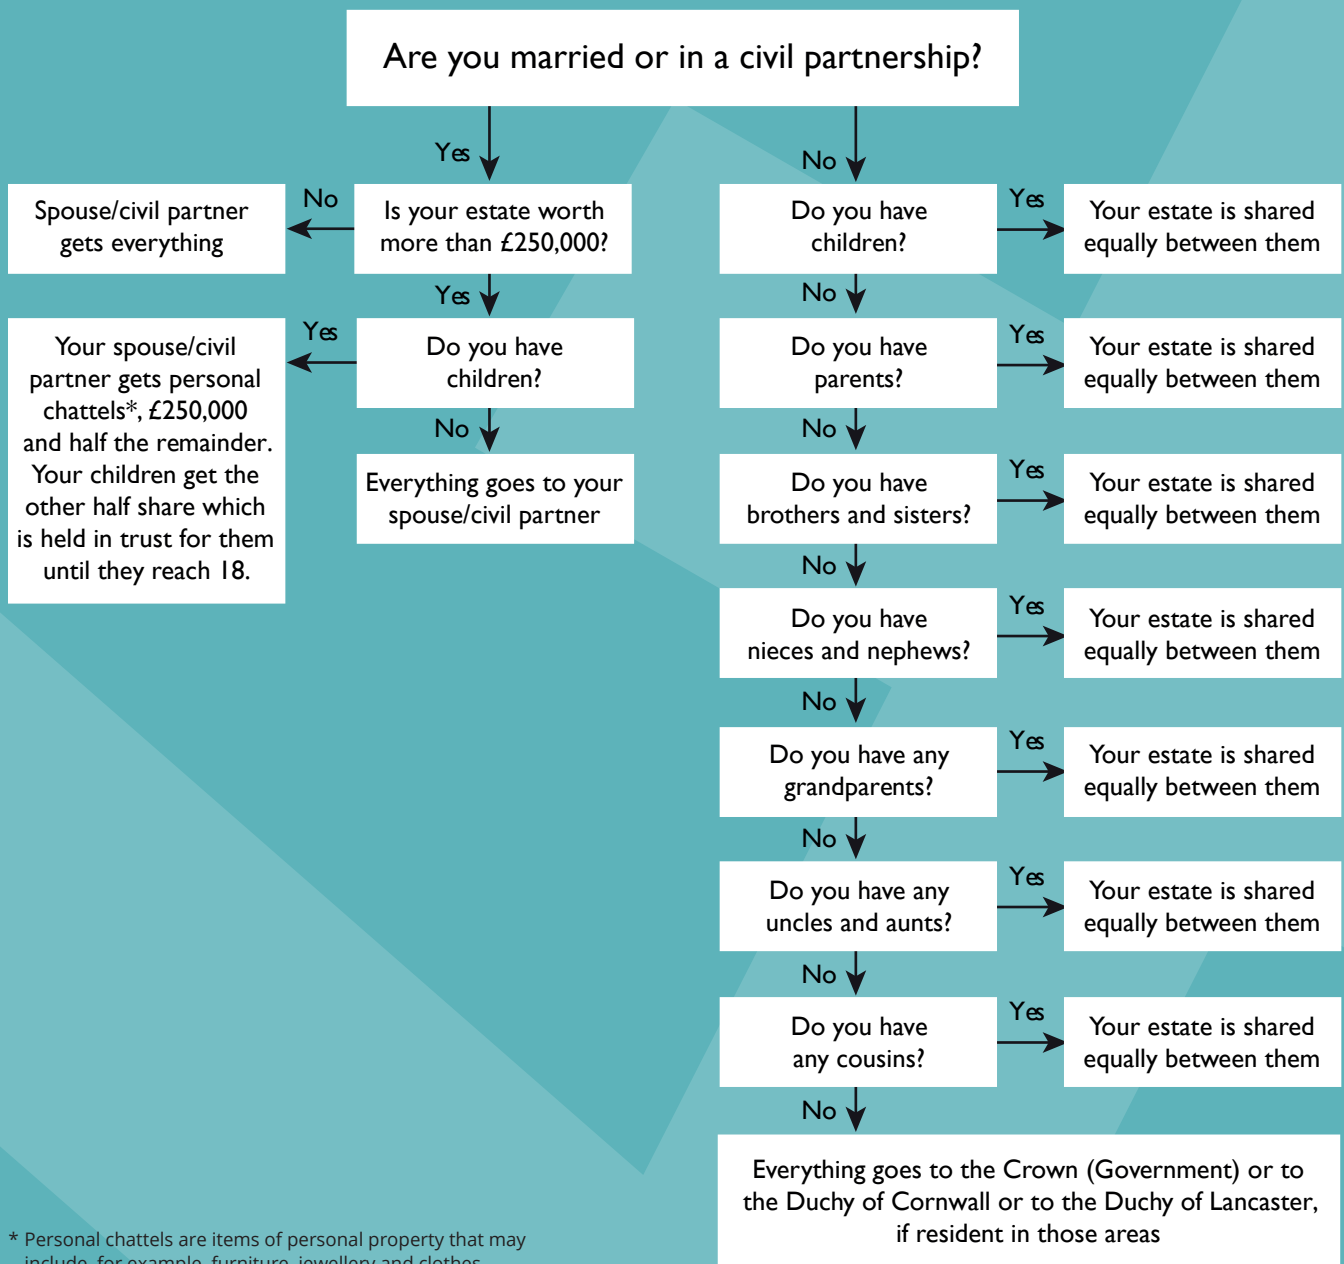 Are you married or in a civil partnership?
Yes
No
No
Spouse/civil partner
gets everything
Is your estate worth
more than £250,000?
Do you have
children?
Yes
Your estate is shared
equally between them
Yes
No
Yes
Your spouse/civil
partner gets personal
chattels*, £250,000
and half the remainder.
Your children get the
other half share which
is held in trust for them
until they reach 18.
Do you have
children?
No
Everything goes to your
spouse/civil partner
Do you have
parents?
Yes
Your estate is shared
equally between them
No
Do you have
brothers and sisters?
Yes
Your estate is shared
equally between them
No
Do you have
nieces and nephews?
Yes
Your estate is shared
equally between them
No
Do you have any
grandparents?
Yes
Your estate is shared
equally between them
No
Do you have any
uncles and aunts?
Yes
Your estate is shared
equally between them
No
Do you have
any cousins?
Yes
Your estate is shared
equally between them
No
Everything goes to the Crown (Government) or to
the Duchy of Cornwall or to the Duchy of Lancaster,
if resident in those areas
* Personal chattels are items of personal property that may
include, for example, furniture, jewellery and clothes